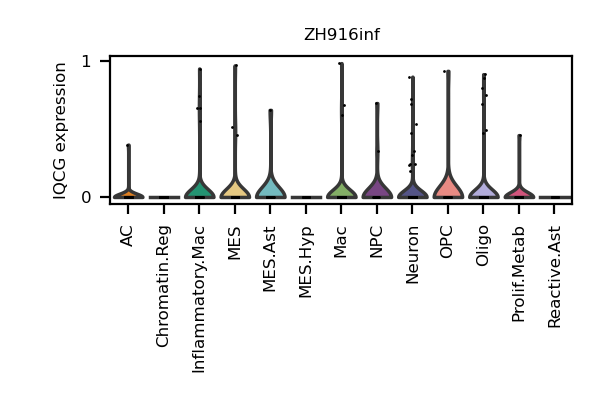 ZH916inf
IQCG expression
1
0
AC
Chromatin.Reg
Inflammatory.Mac
MES
MES.Ast
MES.Hyp
Mac
NPC
Neuron
OPC
Oligo
Prolif.Metab
Reactive.Ast